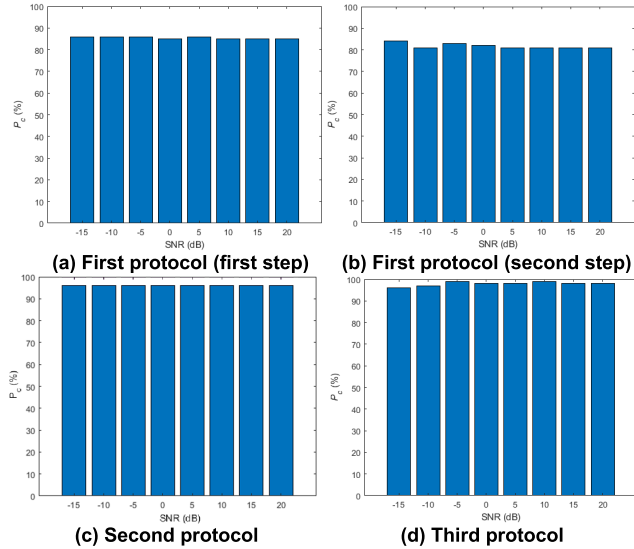 100
90
80
70
60
50
40
30
20
10
0
P_c (%)
-15 -10 -5 0 5 10 15 20
SNR (dB)
(a) First protocol (first step)
100
90
80
70
60
50
40
30
20
10
0
P_c (%)
-15 -10 -5 0 5 10 15 20
SNR (dB)
(b) First protocol (second step)
100
90
80
70
60
50
40
30
20
10
0
P_c (%)
-15 -10 -5 0 5 10 15 20
SNR (dB)
(c) Second protocol
100
90
80
70
60
50
40
30
20
10
0
P_c (%)
-15 -10 -5 0 5 10 15 20
SNR (dB)
(d) Third protocol